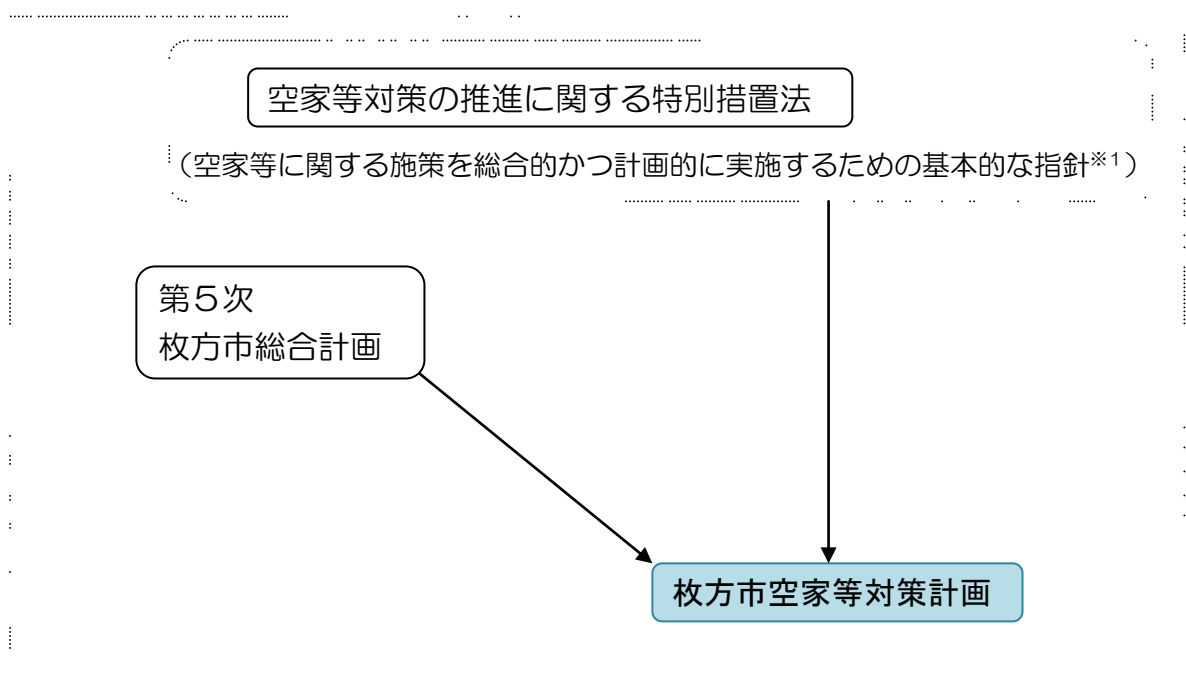 空家等対策の推進に関する特別措置法
（空家等に関する施策を総合的かつ計画的に実施するための基本的な指針※1）
第５次
枚方市総合計画
枚方市空家等対策計画